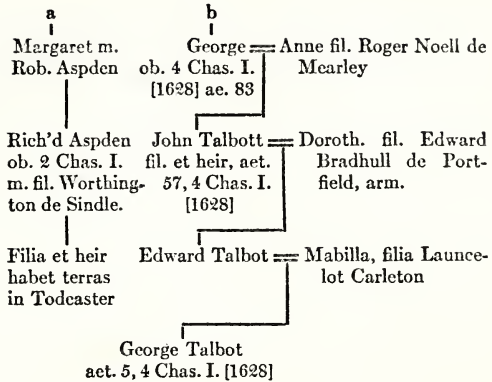 a b
Margaret m. George Anne fil. Roger Noell de
Rob. Aspden ob. 4 Chas. I. Mearley
[1628] ae. 83
Rich'd Aspden John Talbott Doroth. fil. Edward
ob. 2 Chas. I. fil. et heir, aet. Bradhull de Port-
m. fil. Worthing- 57, 4 Chas. I. field, arm.
ton de Sindle. [1628]
Filia et heir Edward Talbot Mabilla, filia Launce-
habet terras lot Carleton
in Todcaster
George Talbot
aet. 5, 4 Chas. I. [1628]